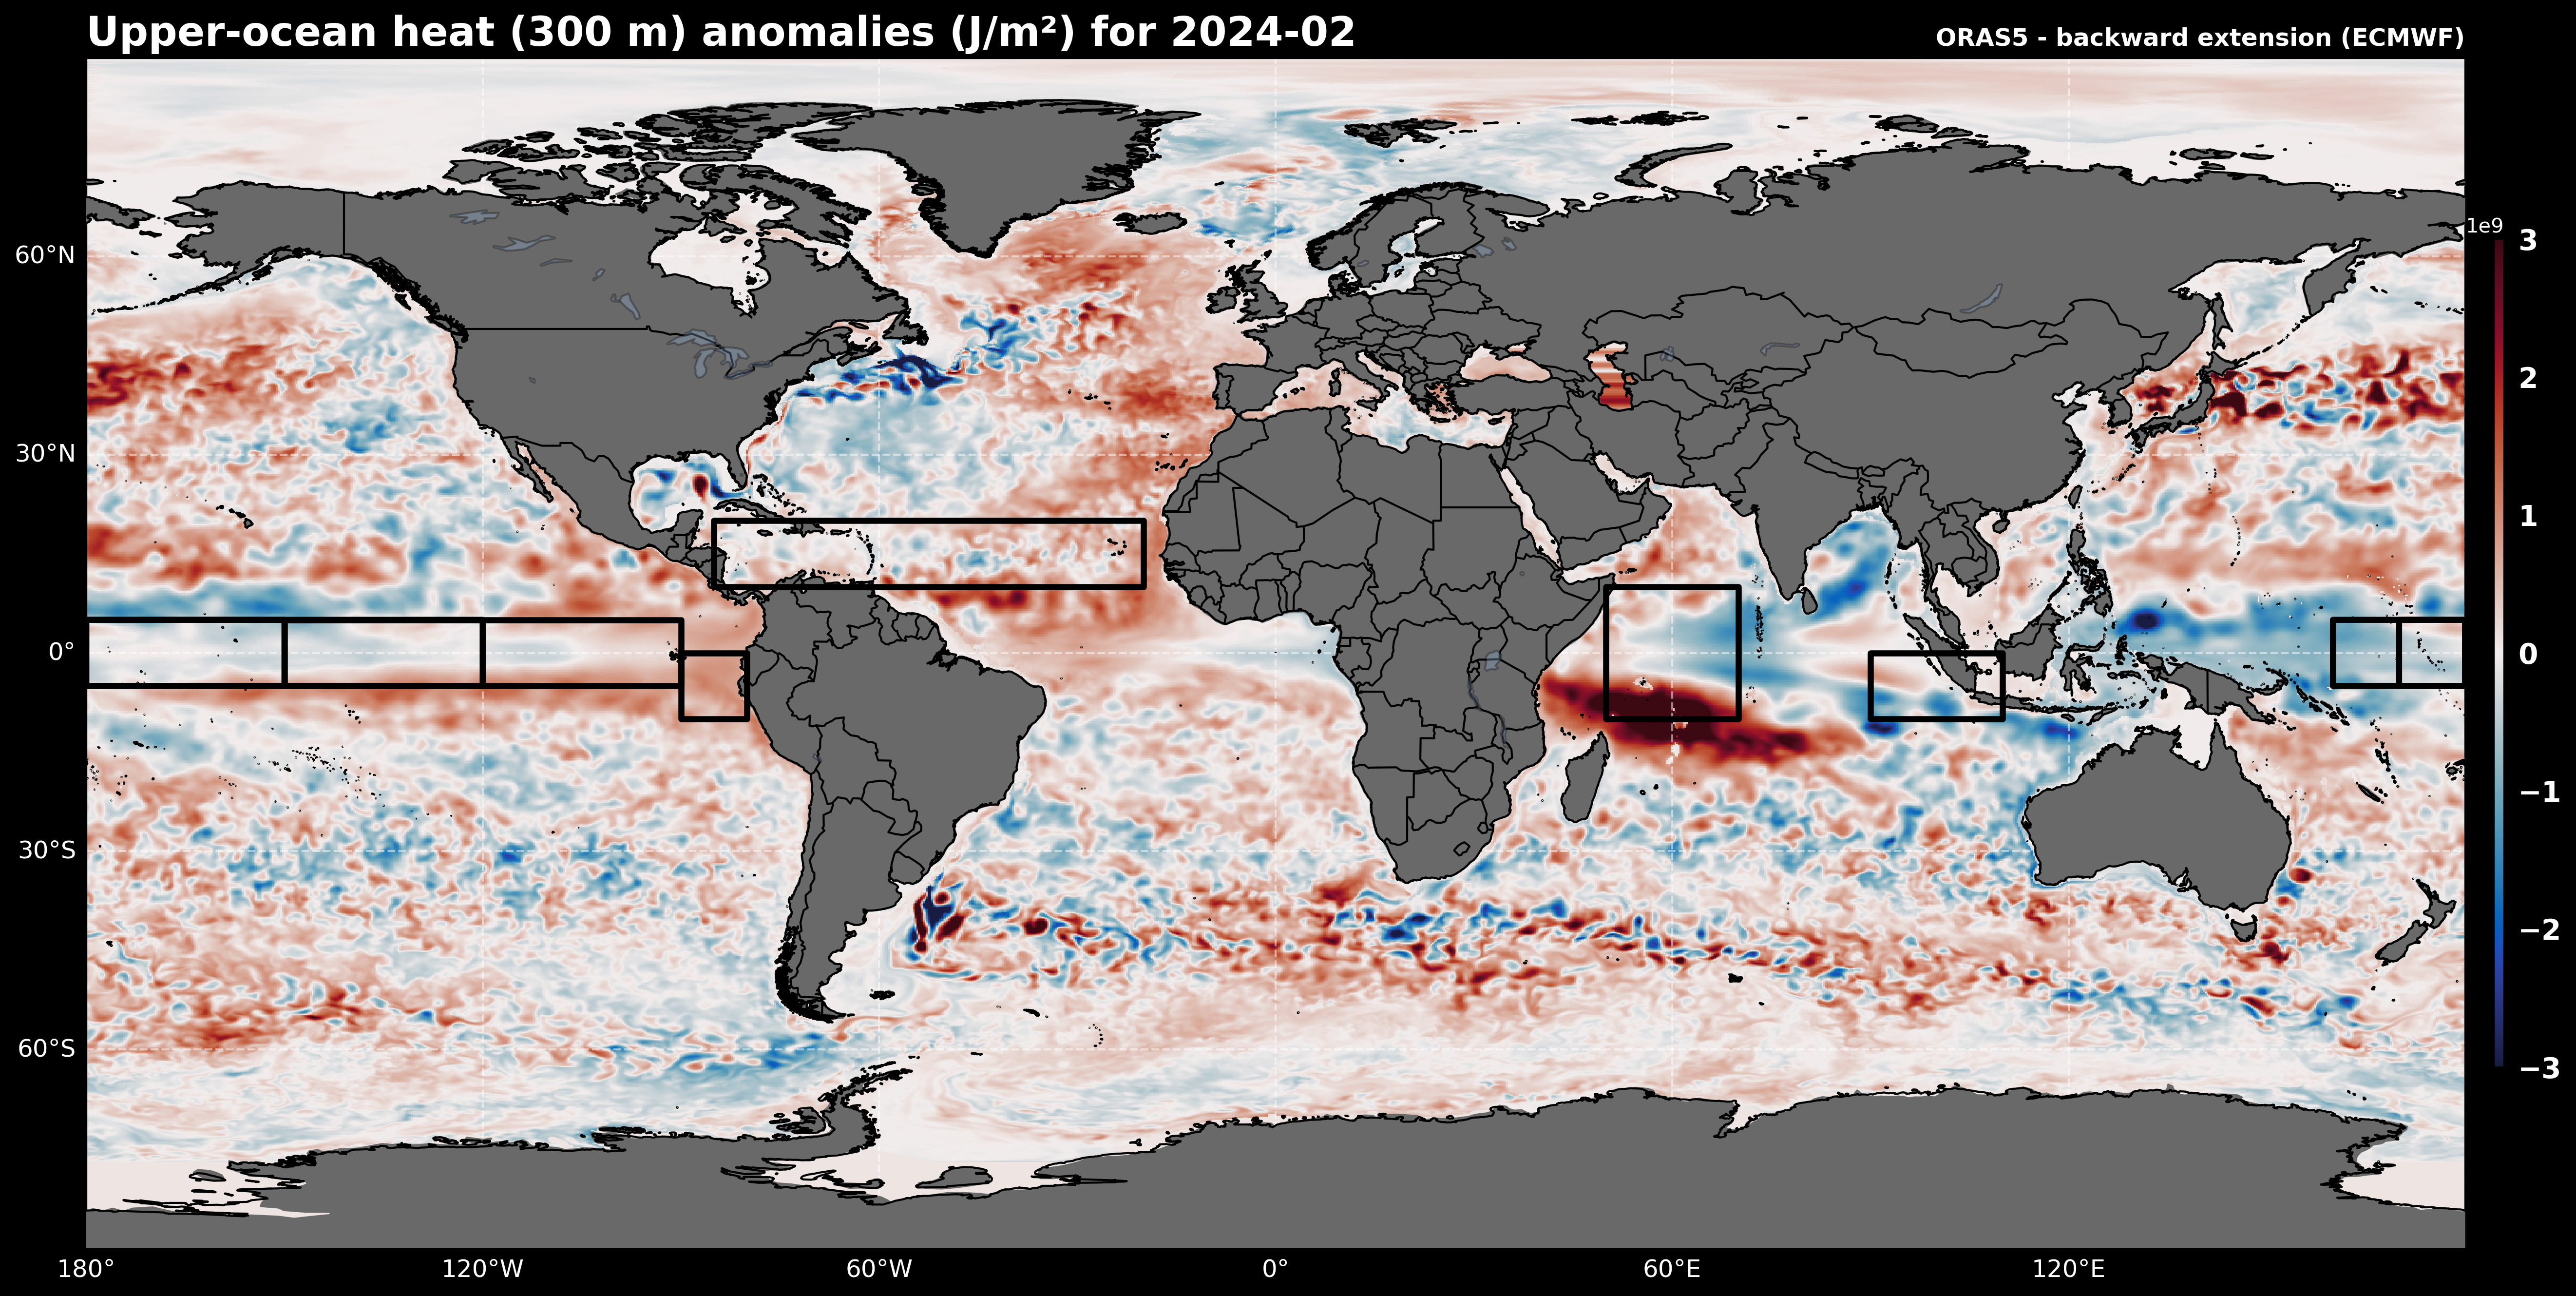 Upper-ocean heat (300 m) anomalies (J/m²) for 2024-02
ORAS5 - backward extension (ECMWF)
1e9
3
2
1
0
−1
−2
−3
60°N
30°N
0°
30°S
60°S
180°
120°W
60°W
0°
60°E
120°E